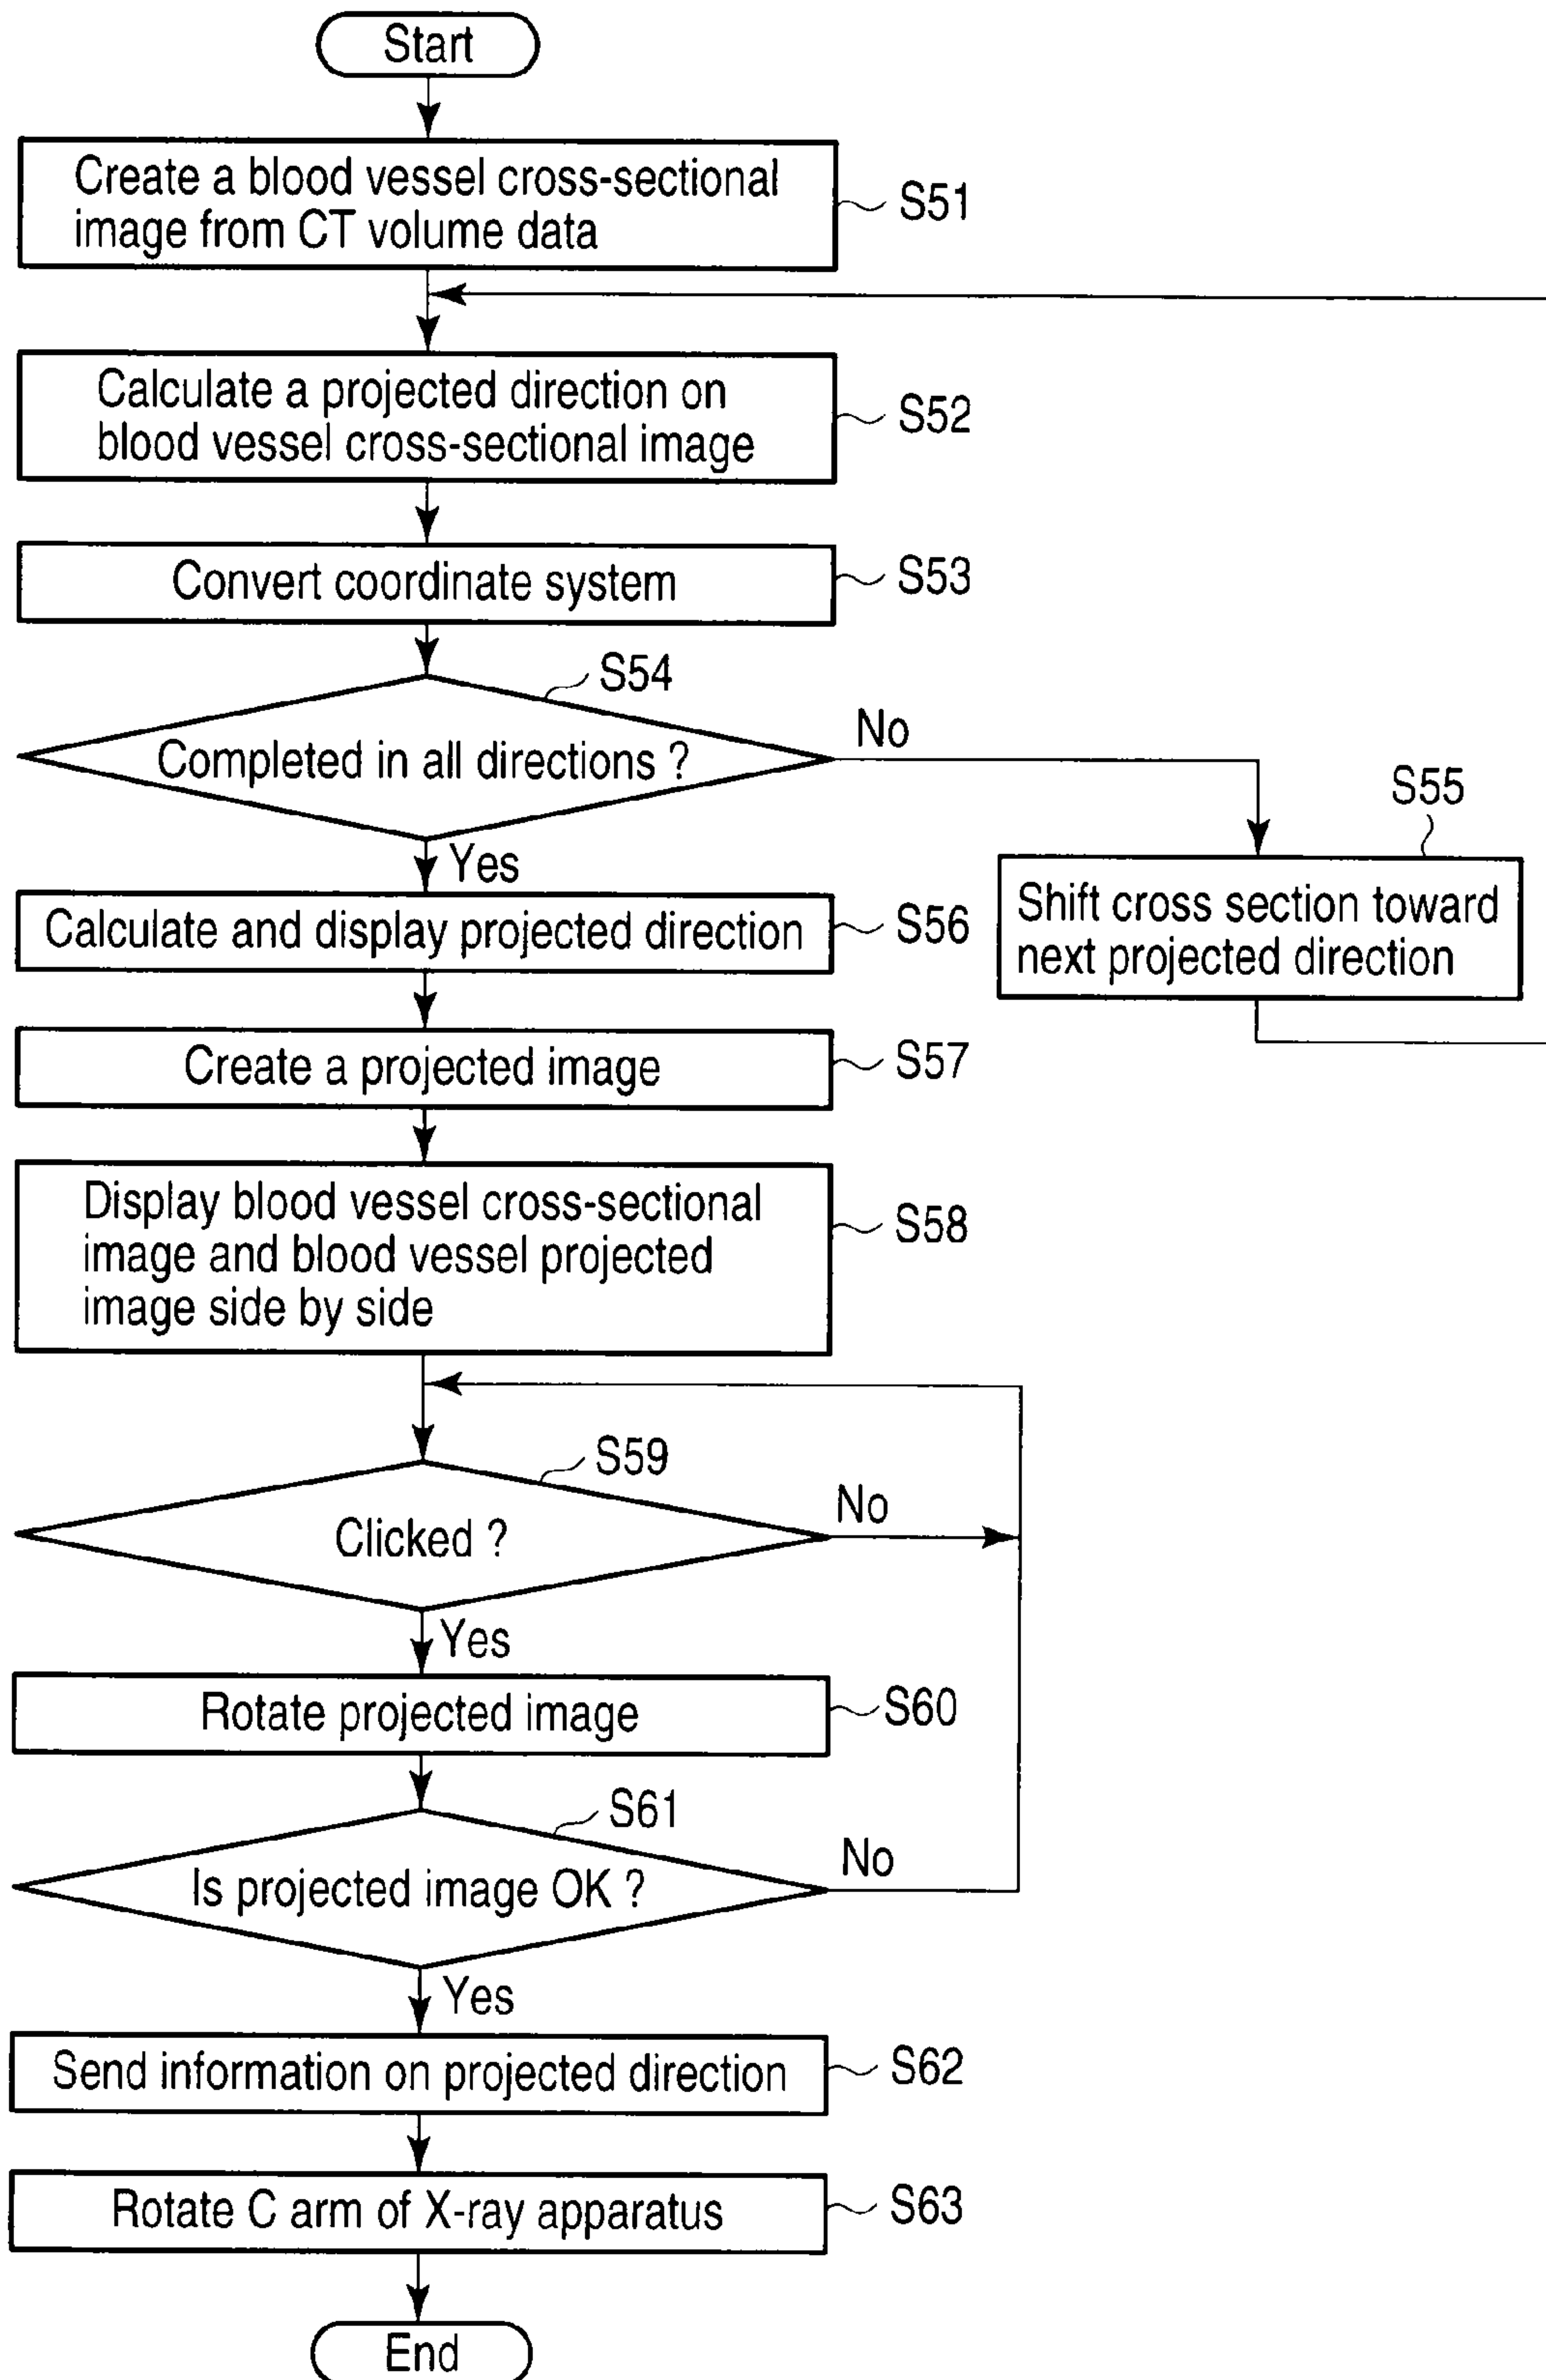 Start
Create a blood vessel cross-sectional
image from CT volume data
S51
Calculate a projected direction on
blood vessel cross-sectional image
S52
Convert coordinate system
S53
S54
Completed in all directions ?
No
Yes
S55
Shift cross section toward
next projected direction
Calculate and display projected direction
S56
Create a projected image
S57
Display blood vessel cross-sectional
image and blood vessel projected
image side by side
S58
S59
Clicked ?
No
Yes
Rotate projected image
S60
S61
Is projected image OK ?
No
Yes
Send information on projected direction
S62
Rotate C arm of X-ray apparatus
S63
End